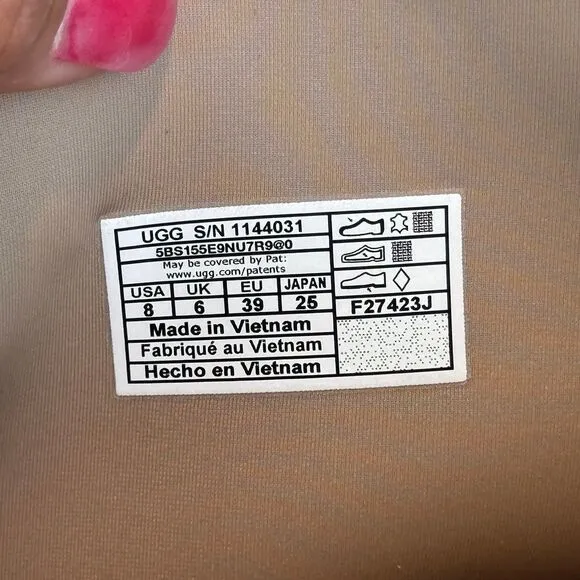 UGG S/N 1144031
5BS155E9NU7R9@0
May be covered by Pat:
www.ugg.com/patents
USA UK EU JAPAN
8 6 39 25
F27423J
Made in Vietnam
Fabriqué au Vietnam
Hecho en Vietnam